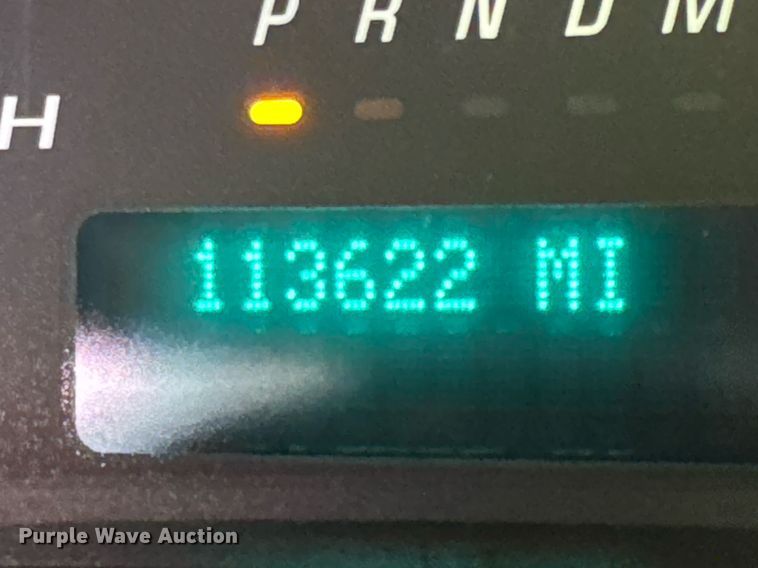 P R N D M
H
113622 MI
Purple Wave Auction